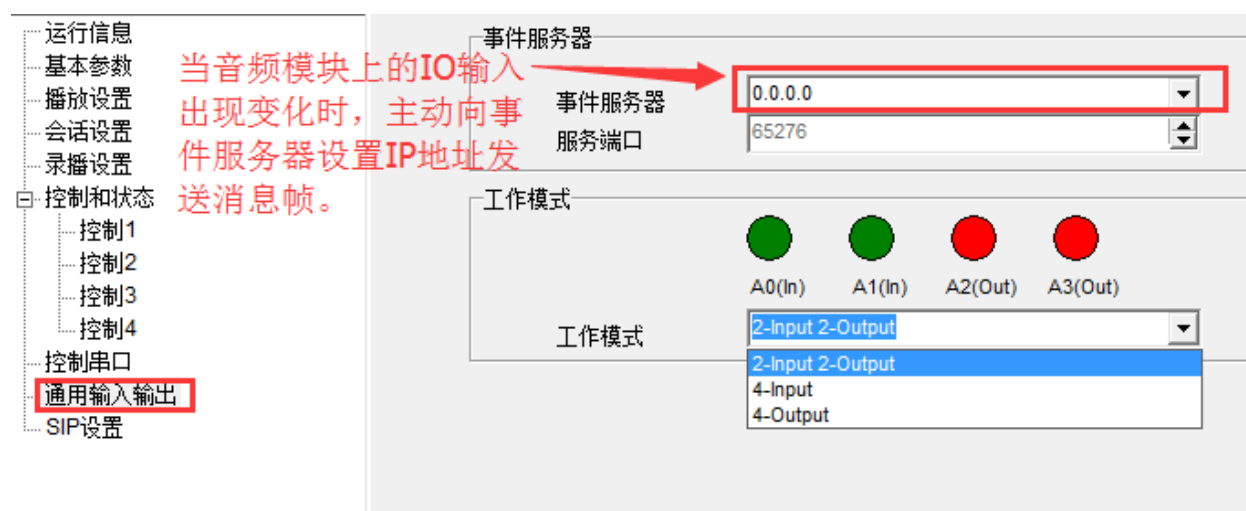 运行信息
基本参数
播放设置
会话设置
录播设置
控制和状态
控制1
控制2
控制3
控制4
控制串口
通用输入输出
SIP设置
当音频模块上的IO输入
出现变化时，主动向事
件服务器设置IP地址发
送消息帧。
事件服务器
事件服务器
0.0.0.0
服务端口
65276
工作模式
A0(In) A1(In) A2(Out) A3(Out)
工作模式
2-Input 2-Output
2-Input 2-Output
4-Input
4-Output